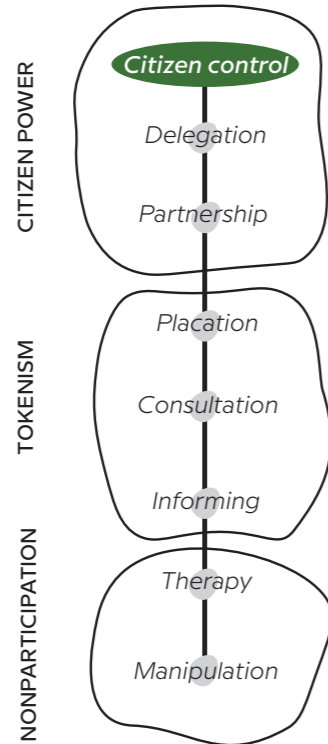 CITIZEN POWER
Citizen control
Delegation
Partnership
TOKENISM
Placation
Consultation
Informing
NONPARTICIPATION
Therapy
Manipulation